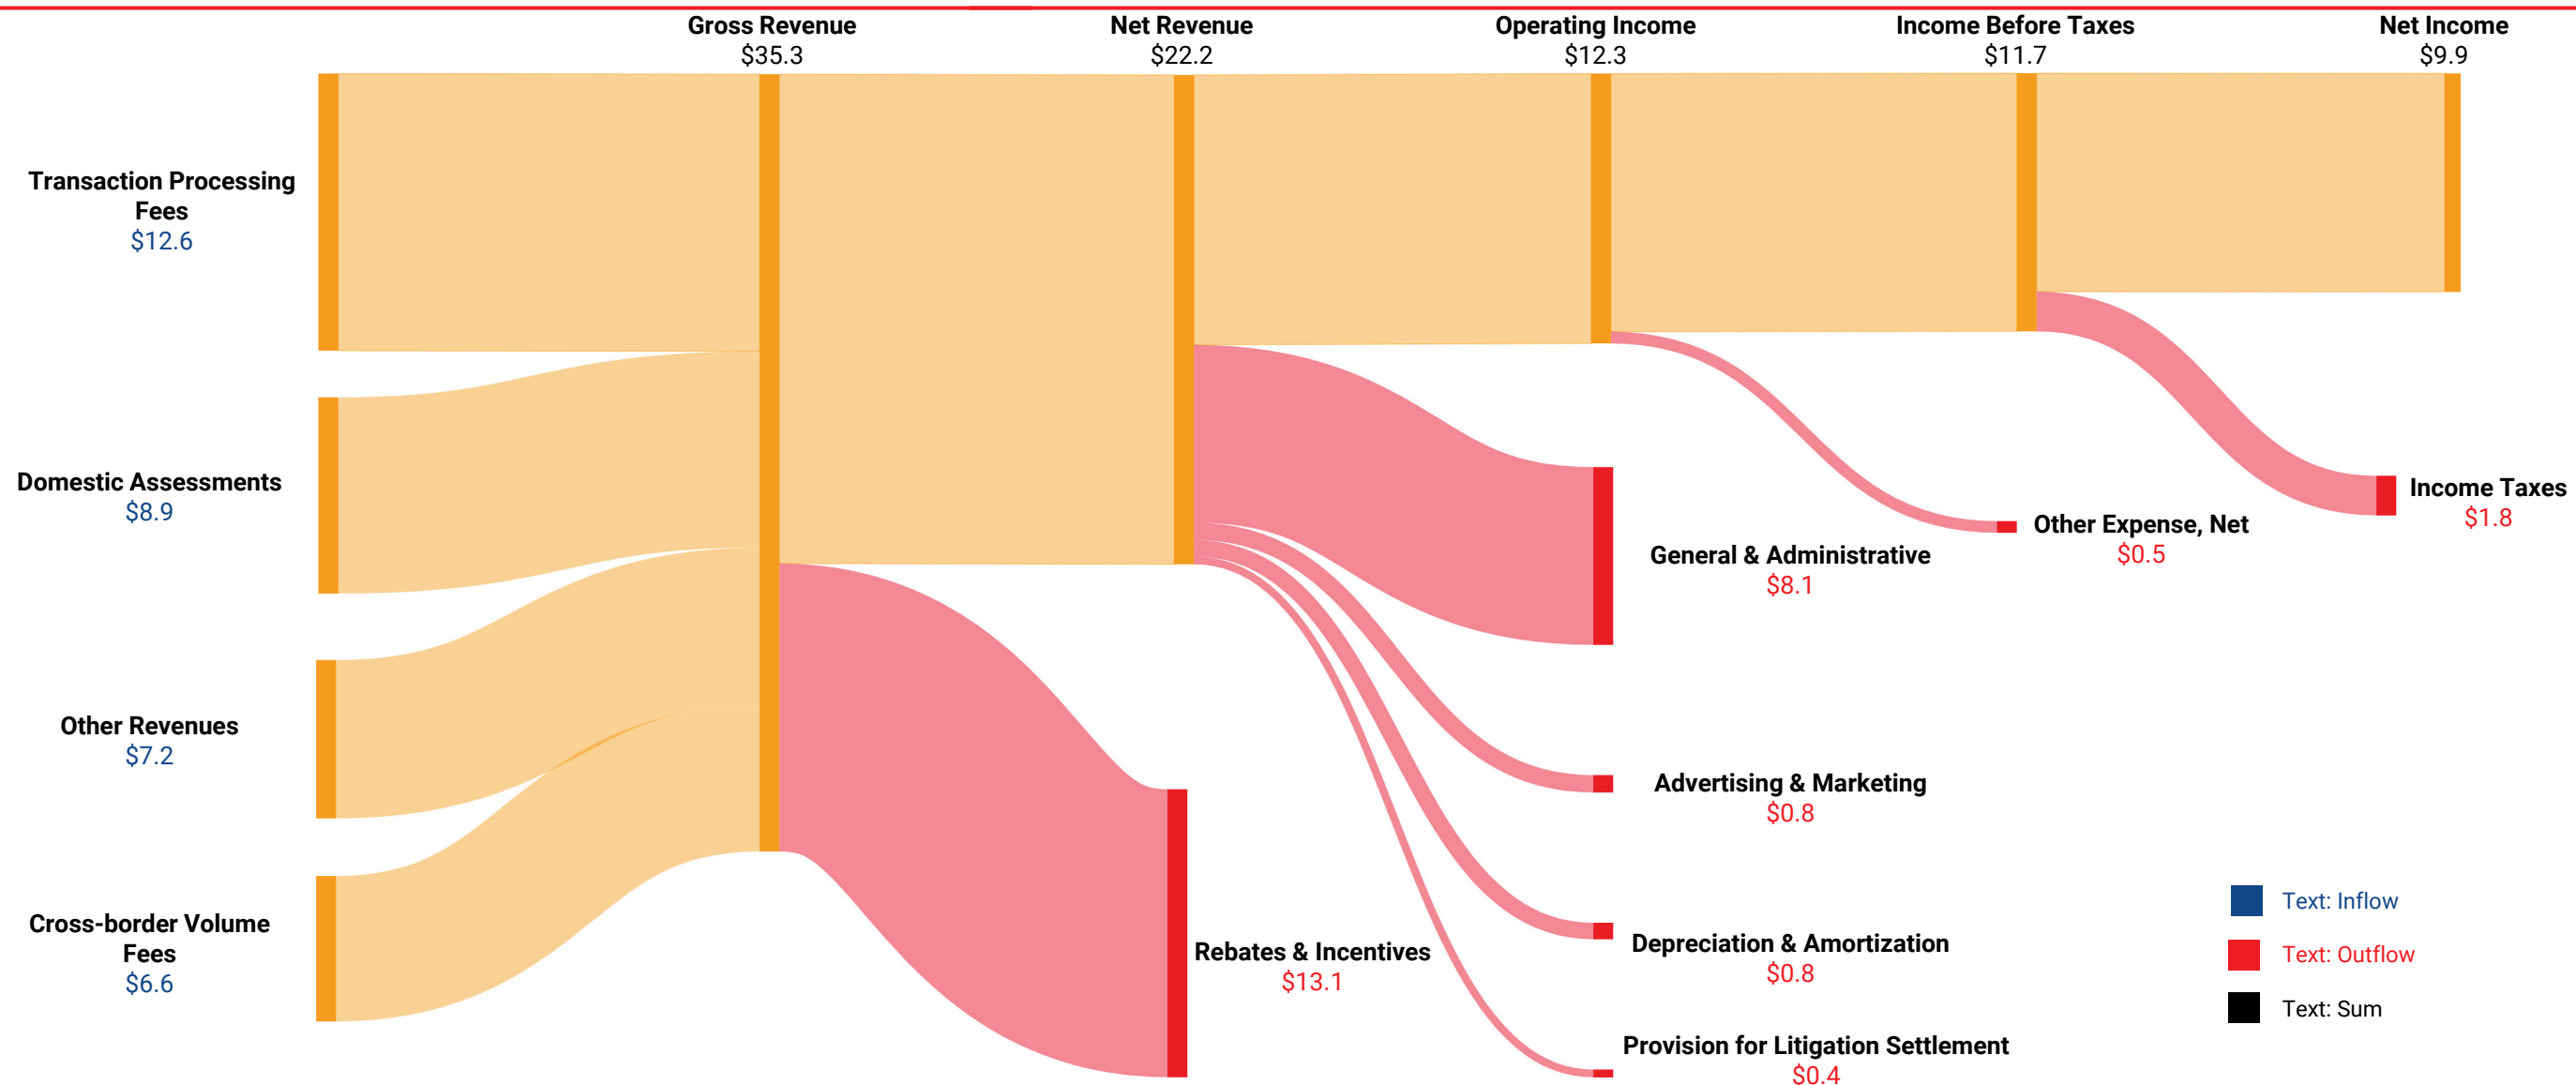 Gross Revenue
$35.3
Net Revenue
$22.2
Operating Income
$12.3
Income Before Taxes
$11.7
Net Income
$9.9
Transaction Processing
Fees
$12.6
Domestic Assessments
$8.9
Other Revenues
$7.2
Cross-border Volume
Fees
$6.6
Rebates & Incentives
$13.1
General & Administrative
$8.1
Advertising & Marketing
$0.8
Depreciation & Amortization
$0.8
Provision for Litigation Settlement
$0.4
Other Expense, Net
$0.5
Income Taxes
$1.8
Text: Inflow
Text: Outflow
Text: Sum